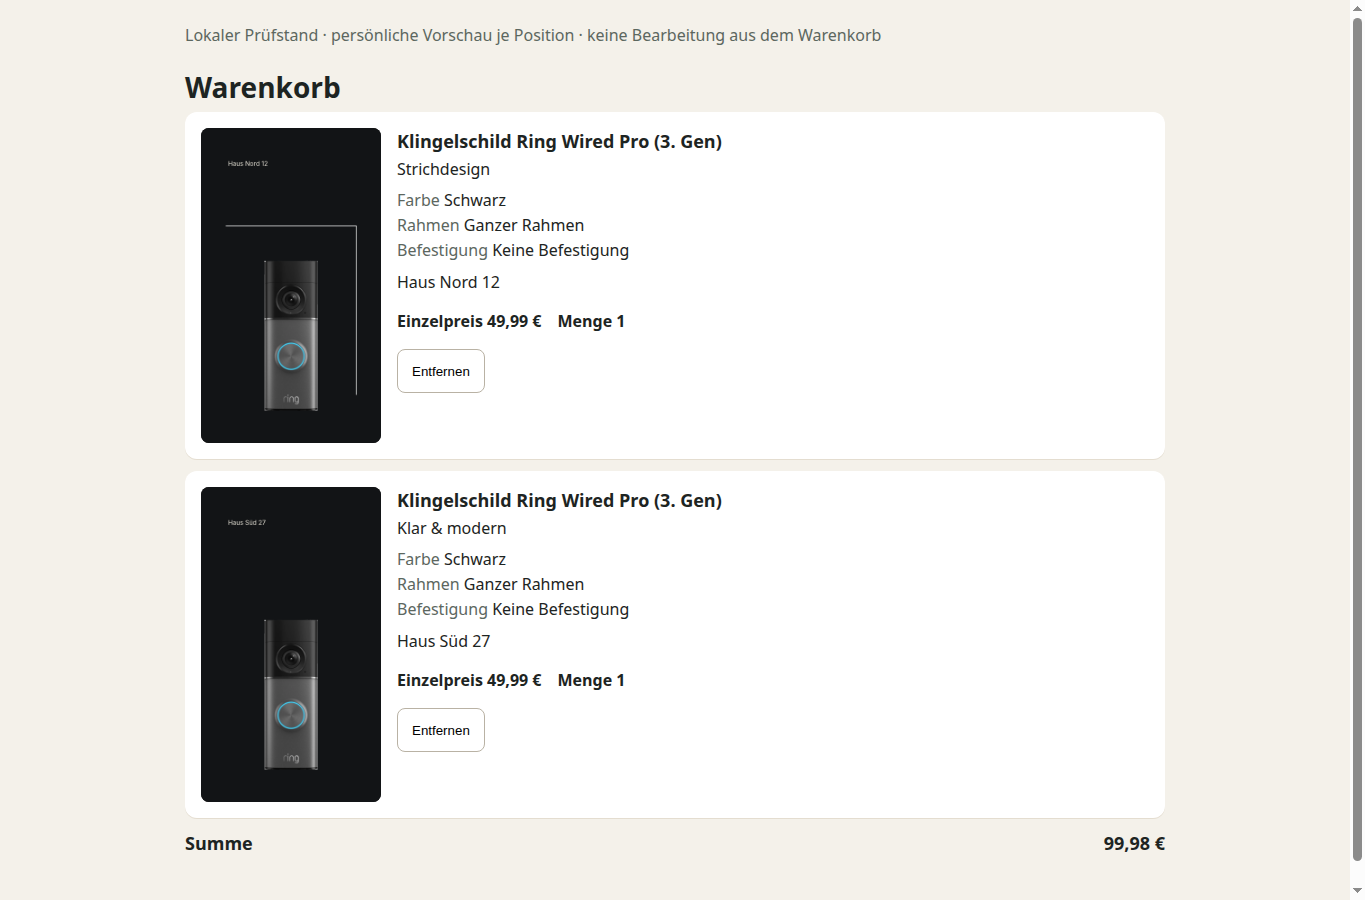 Lokaler Prüfstand · persönliche Vorschau je Position · keine Bearbeitung aus dem Warenkorb
Warenkorb
Haus Nord 12
ring
Klingelschild Ring Wired Pro (3. Gen)
Strichdesign
Farbe Schwarz
Rahmen Ganzer Rahmen
Befestigung Keine Befestigung
Haus Nord 12
Einzelpreis 49,99 € Menge 1
Entfernen
Haus Süd 27
ring
Klingelschild Ring Wired Pro (3. Gen)
Klar & modern
Farbe Schwarz
Rahmen Ganzer Rahmen
Befestigung Keine Befestigung
Haus Süd 27
Einzelpreis 49,99 € Menge 1
Entfernen
Summe 99,98 €